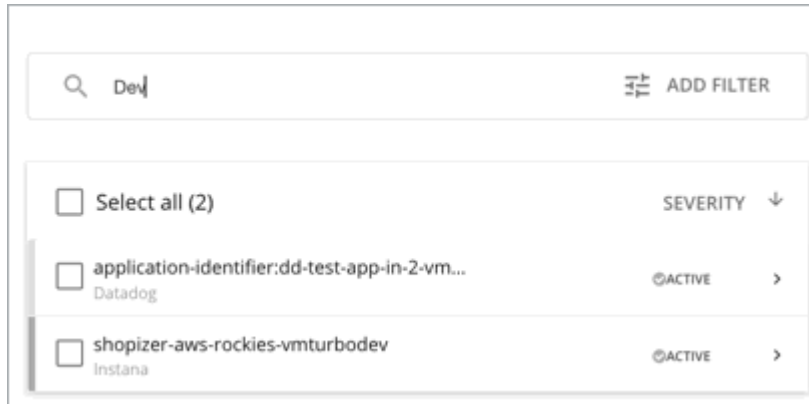 Dev
ADD FILTER
Select all (2)
SEVERITY
application-identifier:dd-test-app-in-2-vm...
Datadog
ACTIVE
shopizer-aws-rockies-vmturbodev
Instana
ACTIVE